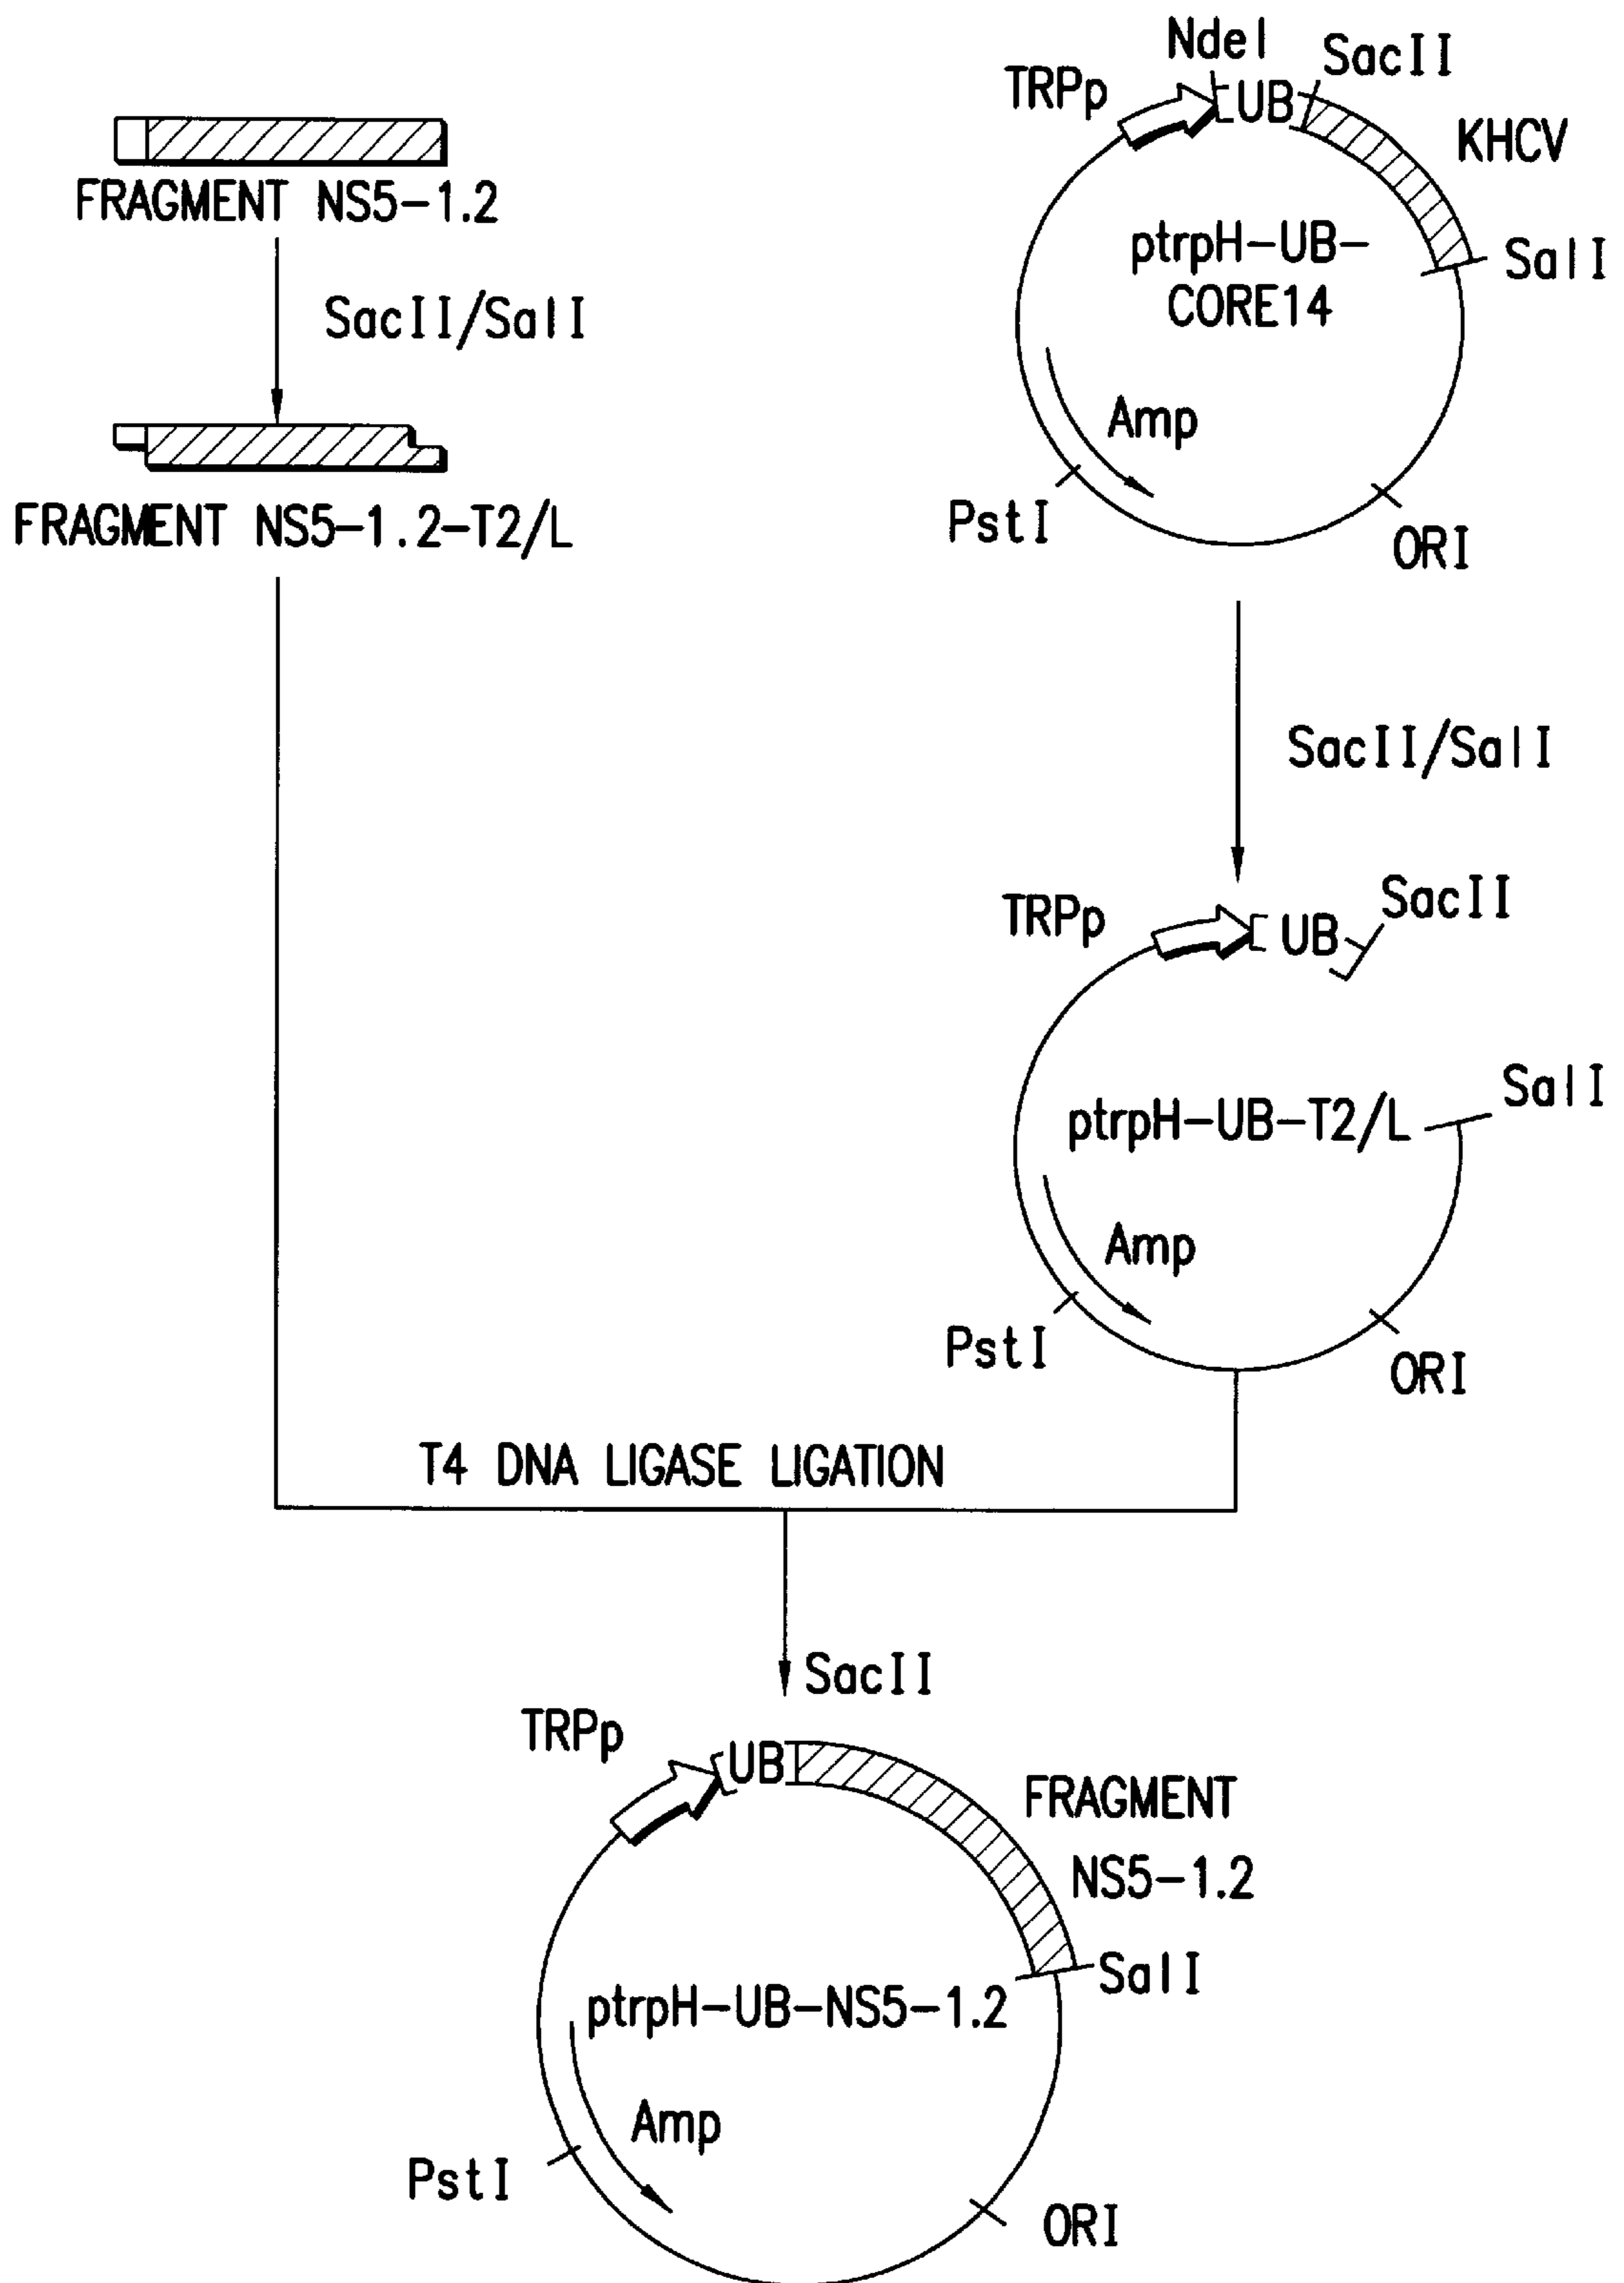 FRAGMENT NS5-1.2
SacII/SalI
FRAGMENT NS5-1.2-T2/L
NdeI
SacII
TRPp
UB
KHCV
ptrpH-UB-
CORE14
SalI
Amp
PstI
ORI
SacII/SalI
TRPp
UB
SacII
ptrpH-UB-T2/L
SalI
Amp
PstI
ORI
T4 DNA LIGASE LIGATION
SacII
TRPp
UB
FRAGMENT
NS5-1.2
SalI
ptrpH-UB-NS5-1.2
Amp
PstI
ORI